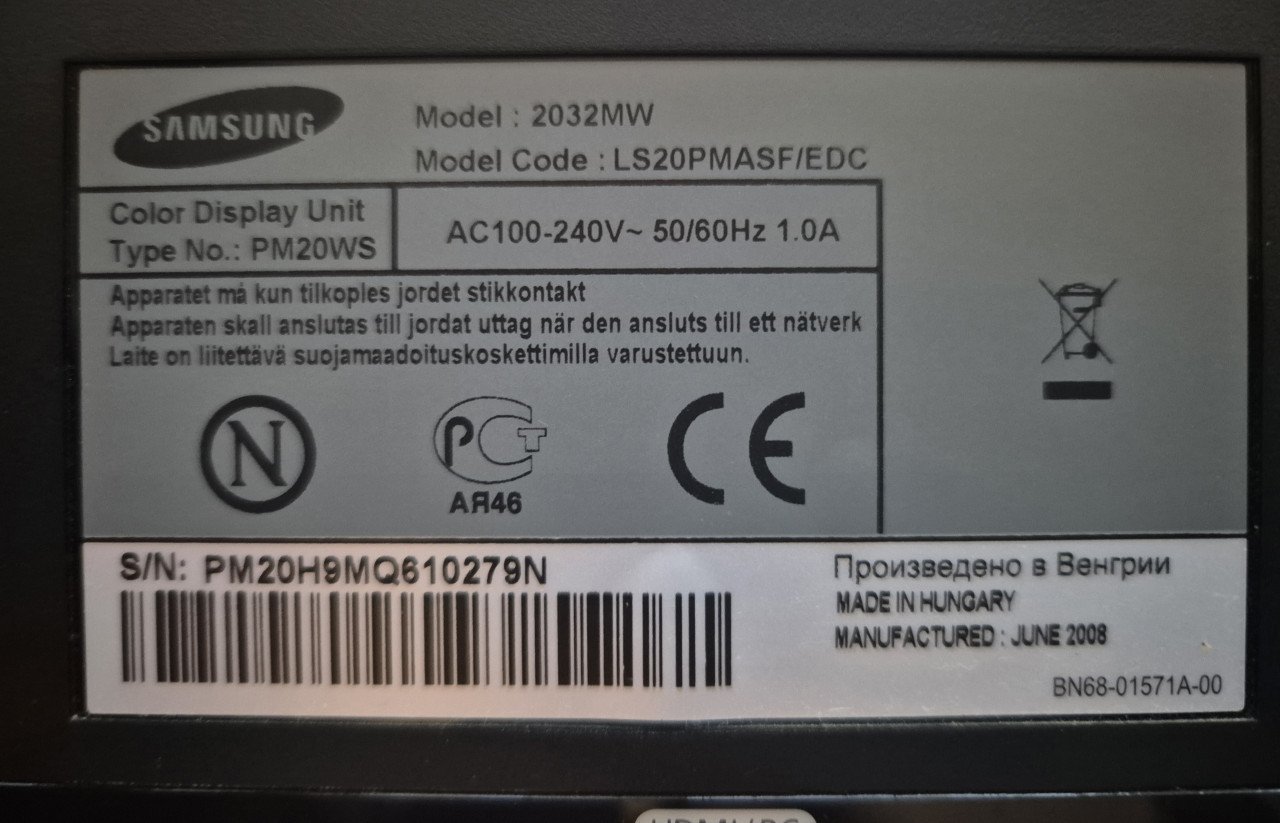 SAMSUNG
Model : 2032MW
Model Code : LS20PMASF/EDC
Color Display Unit
Type No.: PM20WS
AC100-240V~ 50/60Hz 1.0A
Apparatet må kun tilkoples jordet stikkontakt
Apparaten skall anslutas till jordat uttag när den ansluts till ett nätverk
Laite on liitettävä suojamaadoituskoskettimilla varustettuun.
N
PCT
АЯ46
CE
S/N: PM20H9MQ610279N
Произведено в Венгрии
MADE IN HUNGARY
MANUFACTURED : JUNE 2008
BN68-01571A-00